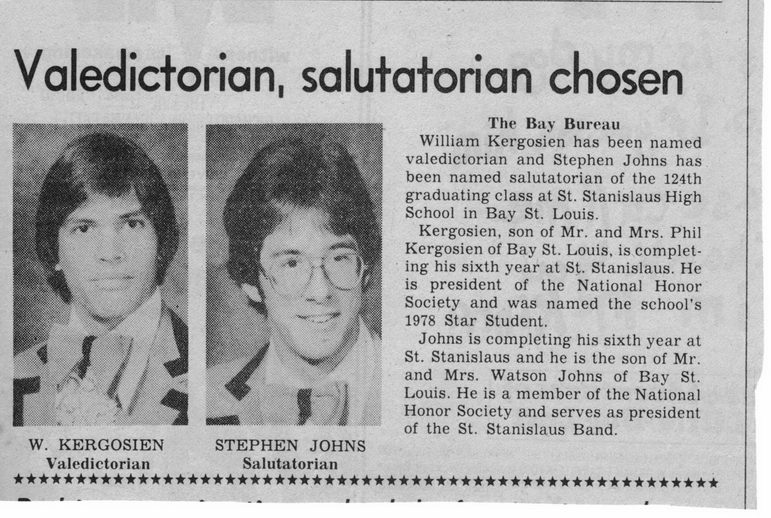 Valedictorian, salutatorian chosen
The Bay Bureau
William Kergosien has been named
valedictorian and Stephen Johns has
been named salutatorian of the 124th
graduating class at St. Stanislaus High
School in Bay St. Louis.
Kergosien, son of Mr. and Mrs. Phil
Kergosien of Bay St. Louis, is complet-
ing his sixth year at St. Stanislaus. He
is president of the National Honor
Society and was named the school's
1978 Star Student.
Johns is completing his sixth year at
St. Stanislaus and he is the son of Mr.
and Mrs. Watson Johns of Bay St.
Louis. He is a member of the National
Honor Society and serves as president
of the St. Stanislaus Band.
W. KERGOSIEN
Valedictorian
STEPHEN JOHNS
Salutatorian